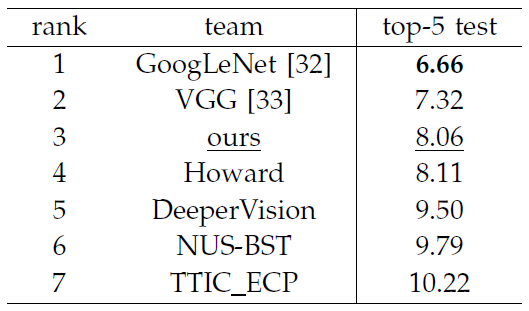 rank team top-5 test
1 GoogLeNet [32] 6.66
2 VGG [33] 7.32
3 ours 8.06
4 Howard 8.11
5 DeeperVision 9.50
6 NUS-BST 9.79
7 TTIC_ECP 10.22